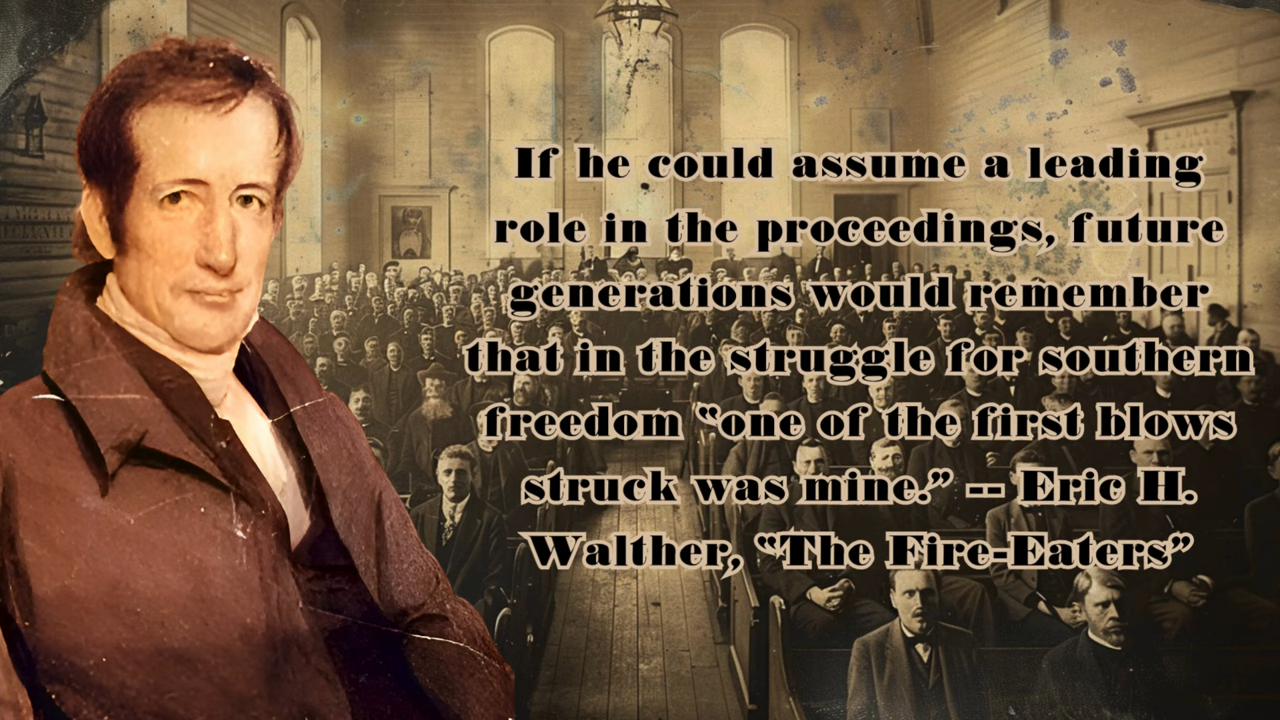 If he could assume a leading
role in the proceedings, future
generations would remember
that in the struggle for southern
freedom “one of the first blows
struck was mine.” -- Eric H.
Walther, “The Fire-Eaters”